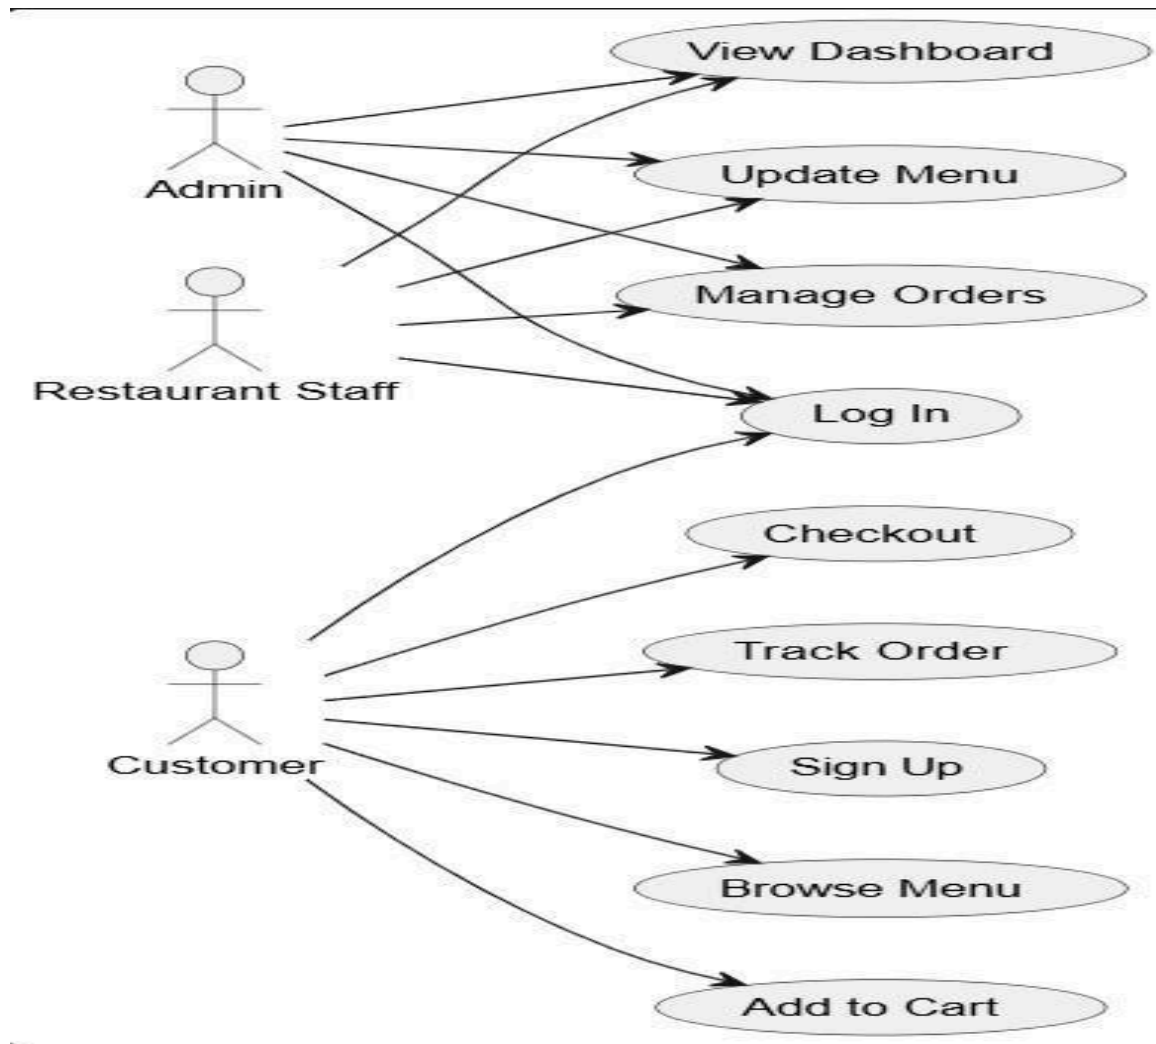 View Dashboard
Admin
Update Menu
Manage Orders
Restaurant Staff
Log In
Checkout
Track Order
Customer
Sign Up
Browse Menu
Add to Cart